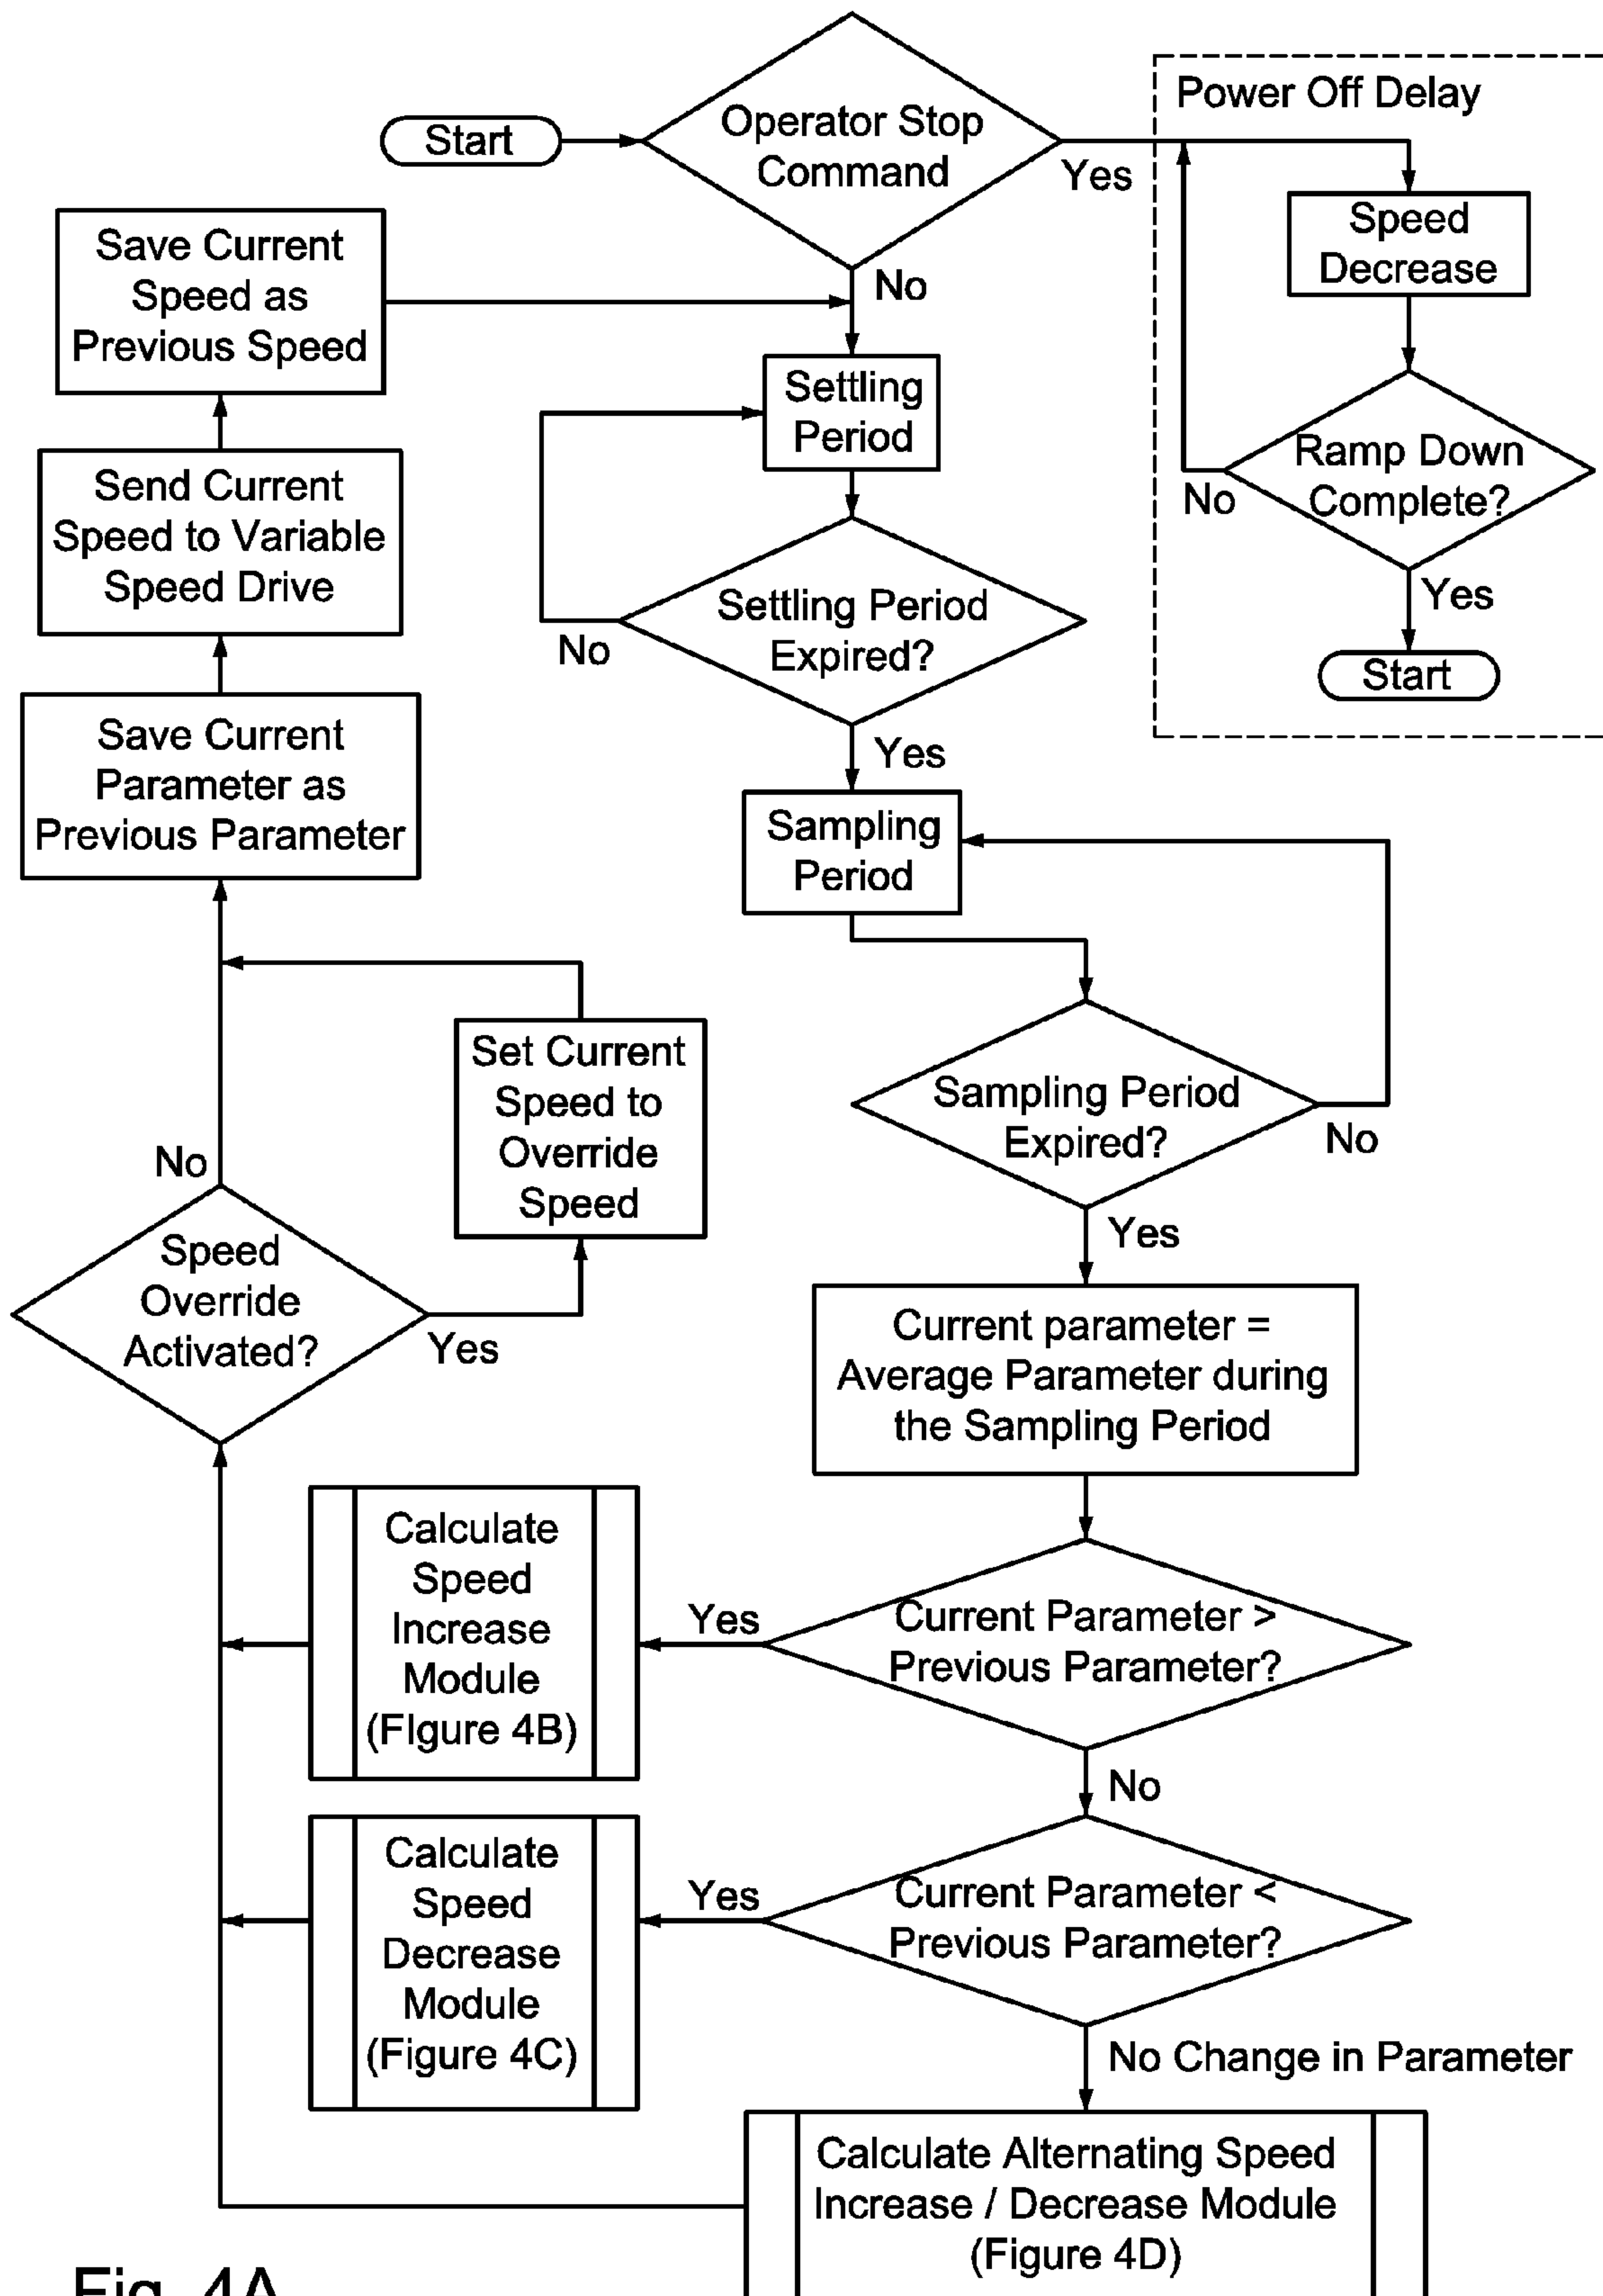 Start
Operator Stop
Command
Yes
No
Power Off Delay
Speed
Decrease
Ramp Down
Complete?
No
Yes
Start
Save Current
Speed as
Previous Speed
Send Current
Speed to Variable
Speed Drive
Save Current
Parameter as
Previous Parameter
Settling
Period
Settling Period
Expired?
No
Yes
Sampling
Period
Sampling Period
Expired?
No
Yes
Set Current
Speed to
Override
Speed
No
Speed
Override
Activated?
Yes
Current parameter =
Average Parameter during
the Sampling Period
Calculate
Speed
Increase
Module
(FIgure 4B)
Yes
Current Parameter >
Previous Parameter?
No
Calculate
Speed
Decrease
Module
(Figure 4C)
Yes
Current Parameter <
Previous Parameter?
No Change in Parameter
Calculate Alternating Speed
Increase / Decrease Module
(Figure 4D)
Fig. 4A